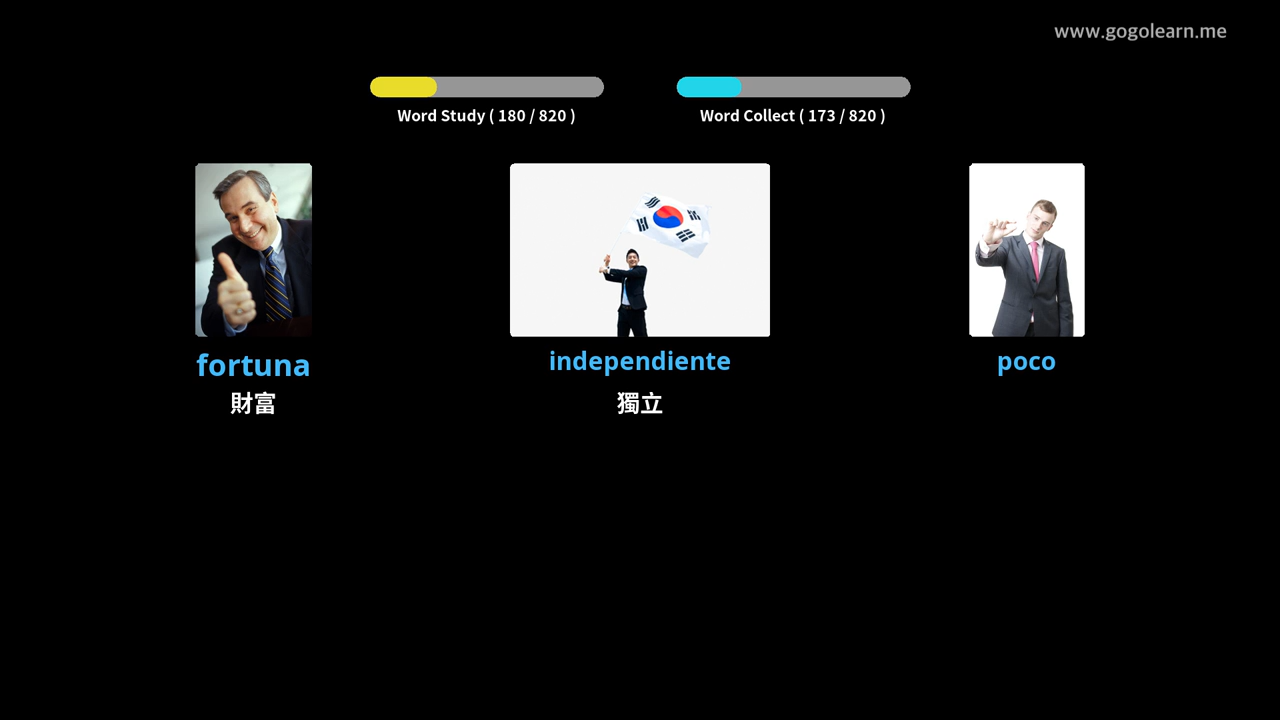 www.gogolearn.me
Word Study ( 180 / 820 )
Word Collect ( 173 / 820 )
fortuna
財富
independiente
獨立
poco